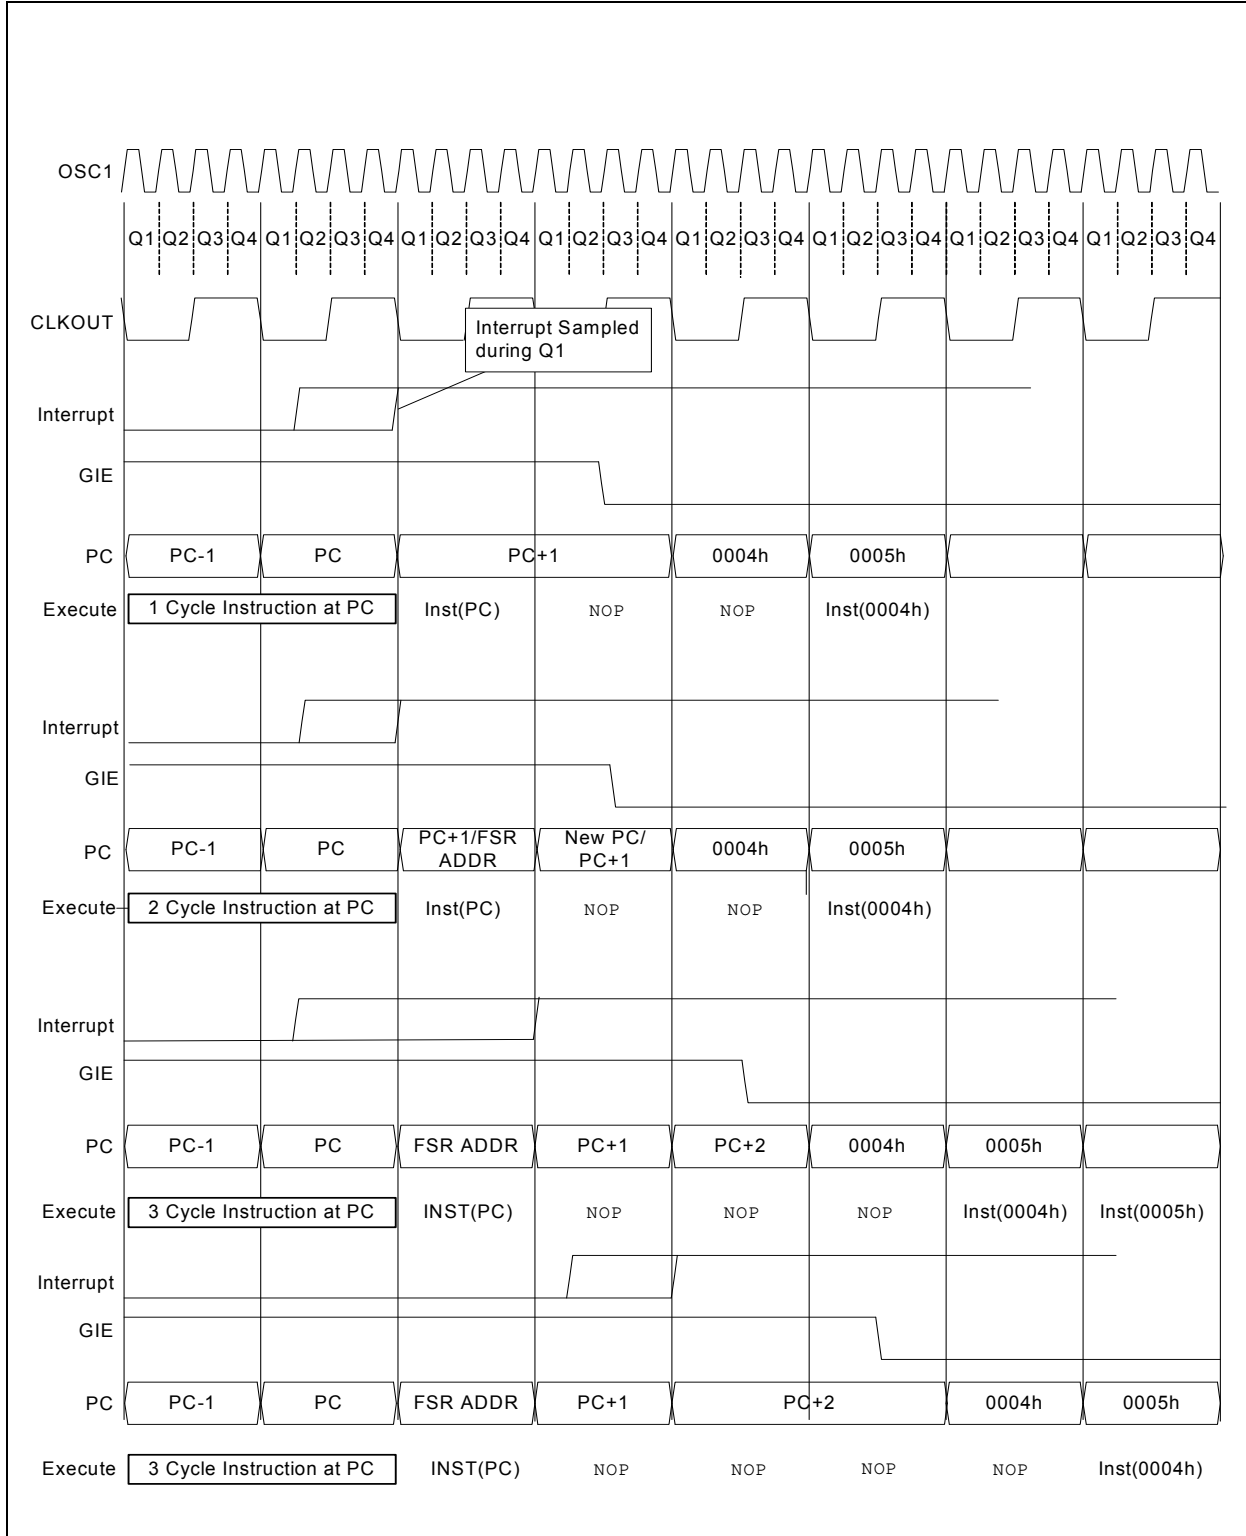 OSC1
Q1 Q2 Q3 Q4 Q1 Q2 Q3 Q4 Q1 Q2 Q3 Q4 Q1 Q2 Q3 Q4 Q1 Q2 Q3 Q4 Q1 Q2 Q3 Q4 Q1 Q2 Q3 Q4 Q1 Q2 Q3 Q4
CLKOUT
Interrupt Sampled
during Q1
Interrupt
GIE
PC PC-1 PC PC+1 0004h 0005h
Execute 1 Cycle Instruction at PC Inst(PC) NOP NOP Inst(0004h)
Interrupt
GIE
PC PC-1 PC PC+1/FSR ADDR New PC/ PC+1 0004h 0005h
Execute 2 Cycle Instruction at PC Inst(PC) NOP NOP Inst(0004h)
Interrupt
GIE
PC PC-1 PC FSR ADDR PC+1 PC+2 0004h 0005h
Execute 3 Cycle Instruction at PC INST(PC) NOP NOP NOP Inst(0004h) Inst(0005h)
Interrupt
GIE
PC PC-1 PC FSR ADDR PC+1 PC+2 0004h 0005h
Execute 3 Cycle Instruction at PC INST(PC) NOP NOP NOP NOP Inst(0004h)